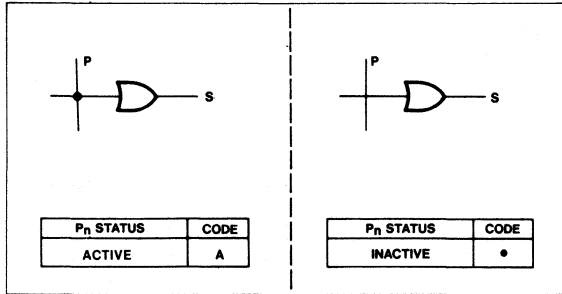 P
S
Pn STATUS CODE
ACTIVE A
P
S
Pn STATUS CODE
INACTIVE •